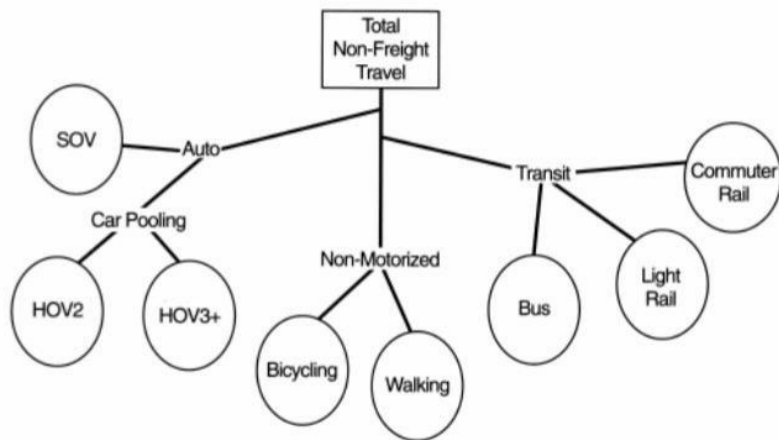 Total
Non-Freight
Travel
SOV
Auto
Car Pooling
HOV2
HOV3+
Non-Motorized
Bicycling
Walking
Transit
Bus
Light
Rail
Commuter
Rail